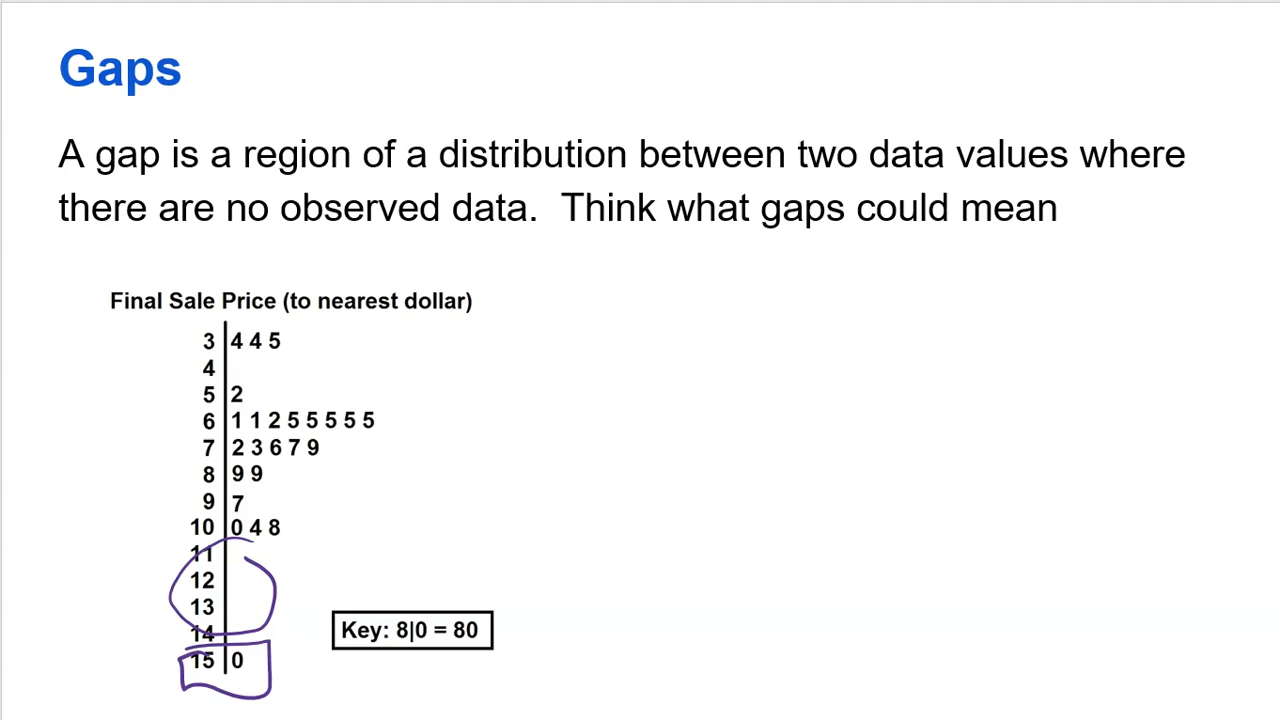 Gaps
A gap is a region of a distribution between two data values where
there are no observed data. Think what gaps could mean
Final Sale Price (to nearest dollar)
3 | 4 4 5
4 |
5 | 2
6 | 1 1 2 5 5 5 5 5
7 | 2 3 6 7 9
8 | 9 9
9 | 7
10 | 0 4 8
11 |
12 |
13 |
14 |
15 | 0
Key: 8|0 = 80